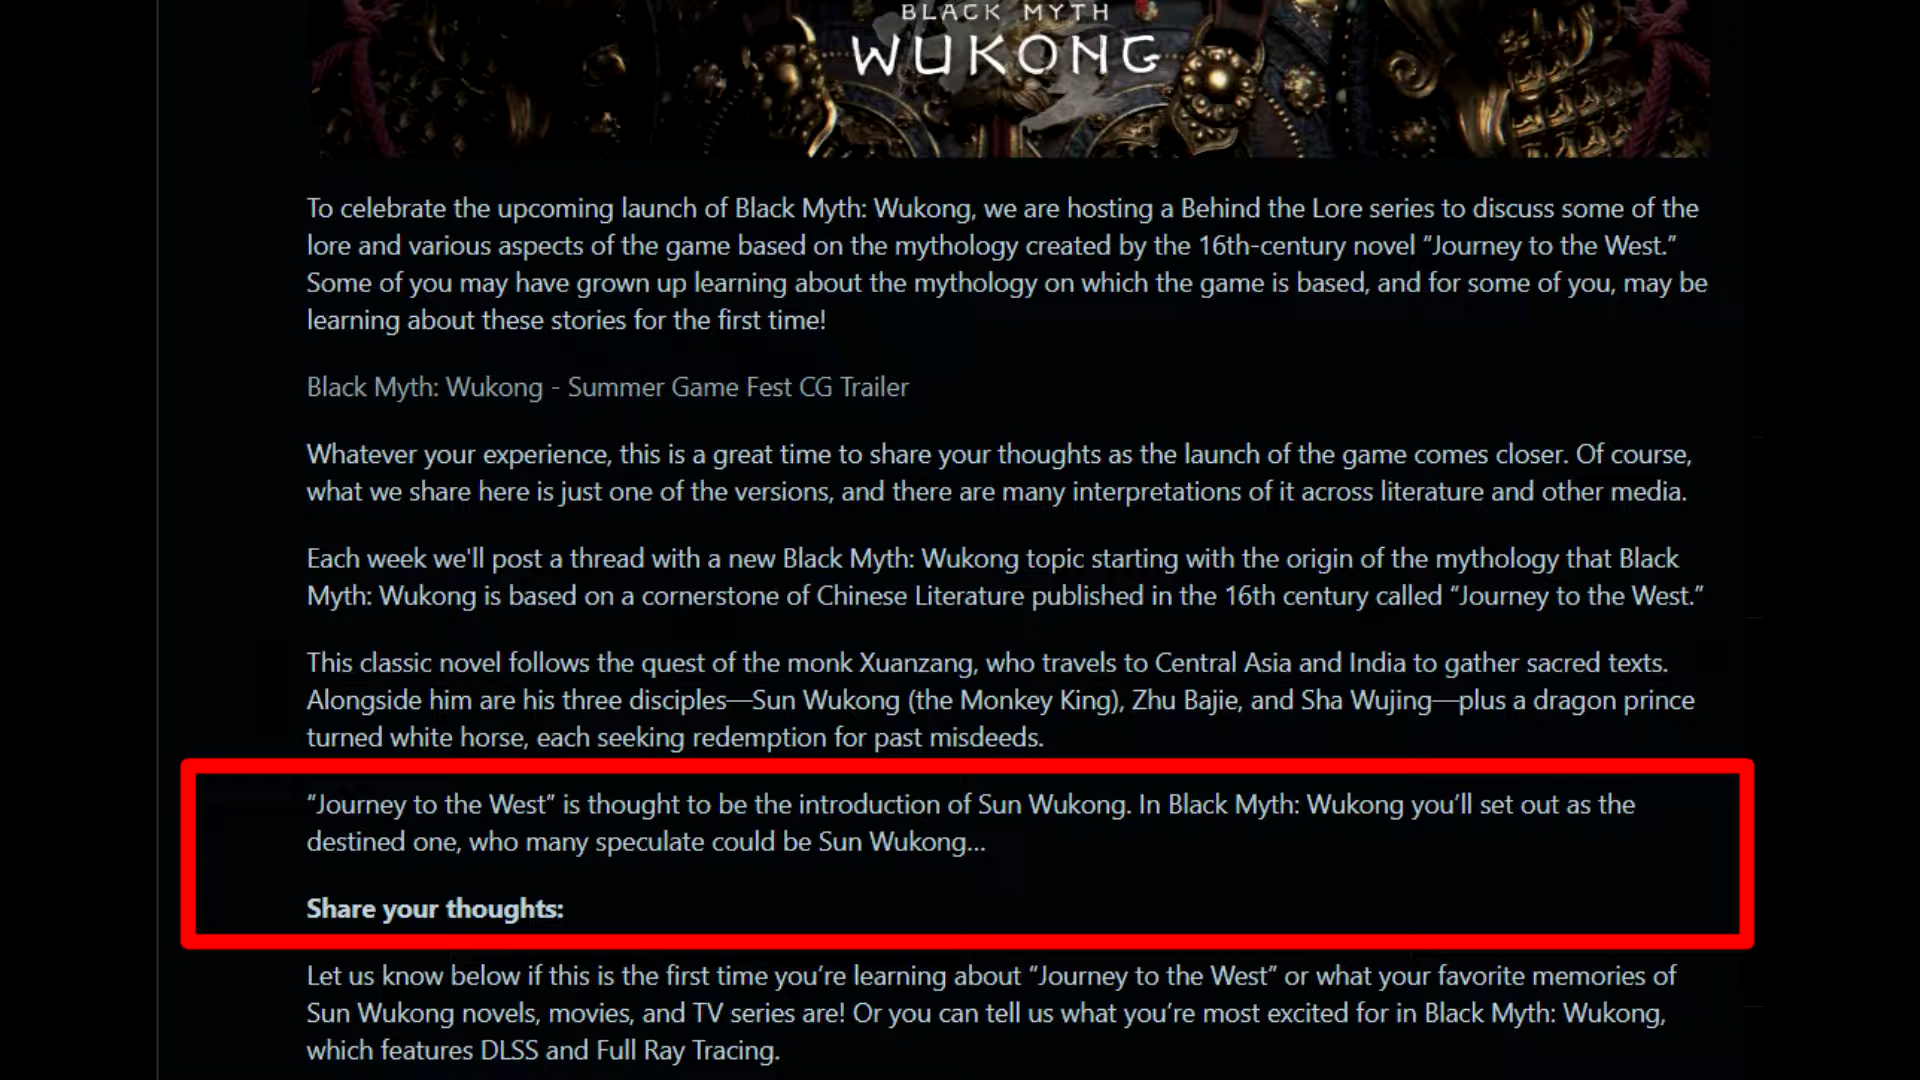 BLACK MYTH
WUKONG
To celebrate the upcoming launch of Black Myth: Wukong, we are hosting a Behind the Lore series to discuss some of the
lore and various aspects of the game based on the mythology created by the 16th-century novel “Journey to the West.”
Some of you may have grown up learning about the mythology on which the game is based, and for some of you, may be
learning about these stories for the first time!
Black Myth: Wukong - Summer Game Fest CG Trailer
Whatever your experience, this is a great time to share your thoughts as the launch of the game comes closer. Of course,
what we share here is just one of the versions, and there are many interpretations of it across literature and other media.
Each week we'll post a thread with a new Black Myth: Wukong topic starting with the origin of the mythology that Black
Myth: Wukong is based on a cornerstone of Chinese Literature published in the 16th century called “Journey to the West.”
This classic novel follows the quest of the monk Xuanzang, who travels to Central Asia and India to gather sacred texts.
Alongside him are his three disciples—Sun Wukong (the Monkey King), Zhu Bajie, and Sha Wujing—plus a dragon prince
turned white horse, each seeking redemption for past misdeeds.
“Journey to the West” is thought to be the introduction of Sun Wukong. In Black Myth: Wukong you’ll set out as the
destined one, who many speculate could be Sun Wukong...
Share your thoughts:
Let us know below if this is the first time you’re learning about “Journey to the West” or what your favorite memories of
Sun Wukong novels, movies, and TV series are! Or you can tell us what you’re most excited for in Black Myth: Wukong,
which features DLSS and Full Ray Tracing.